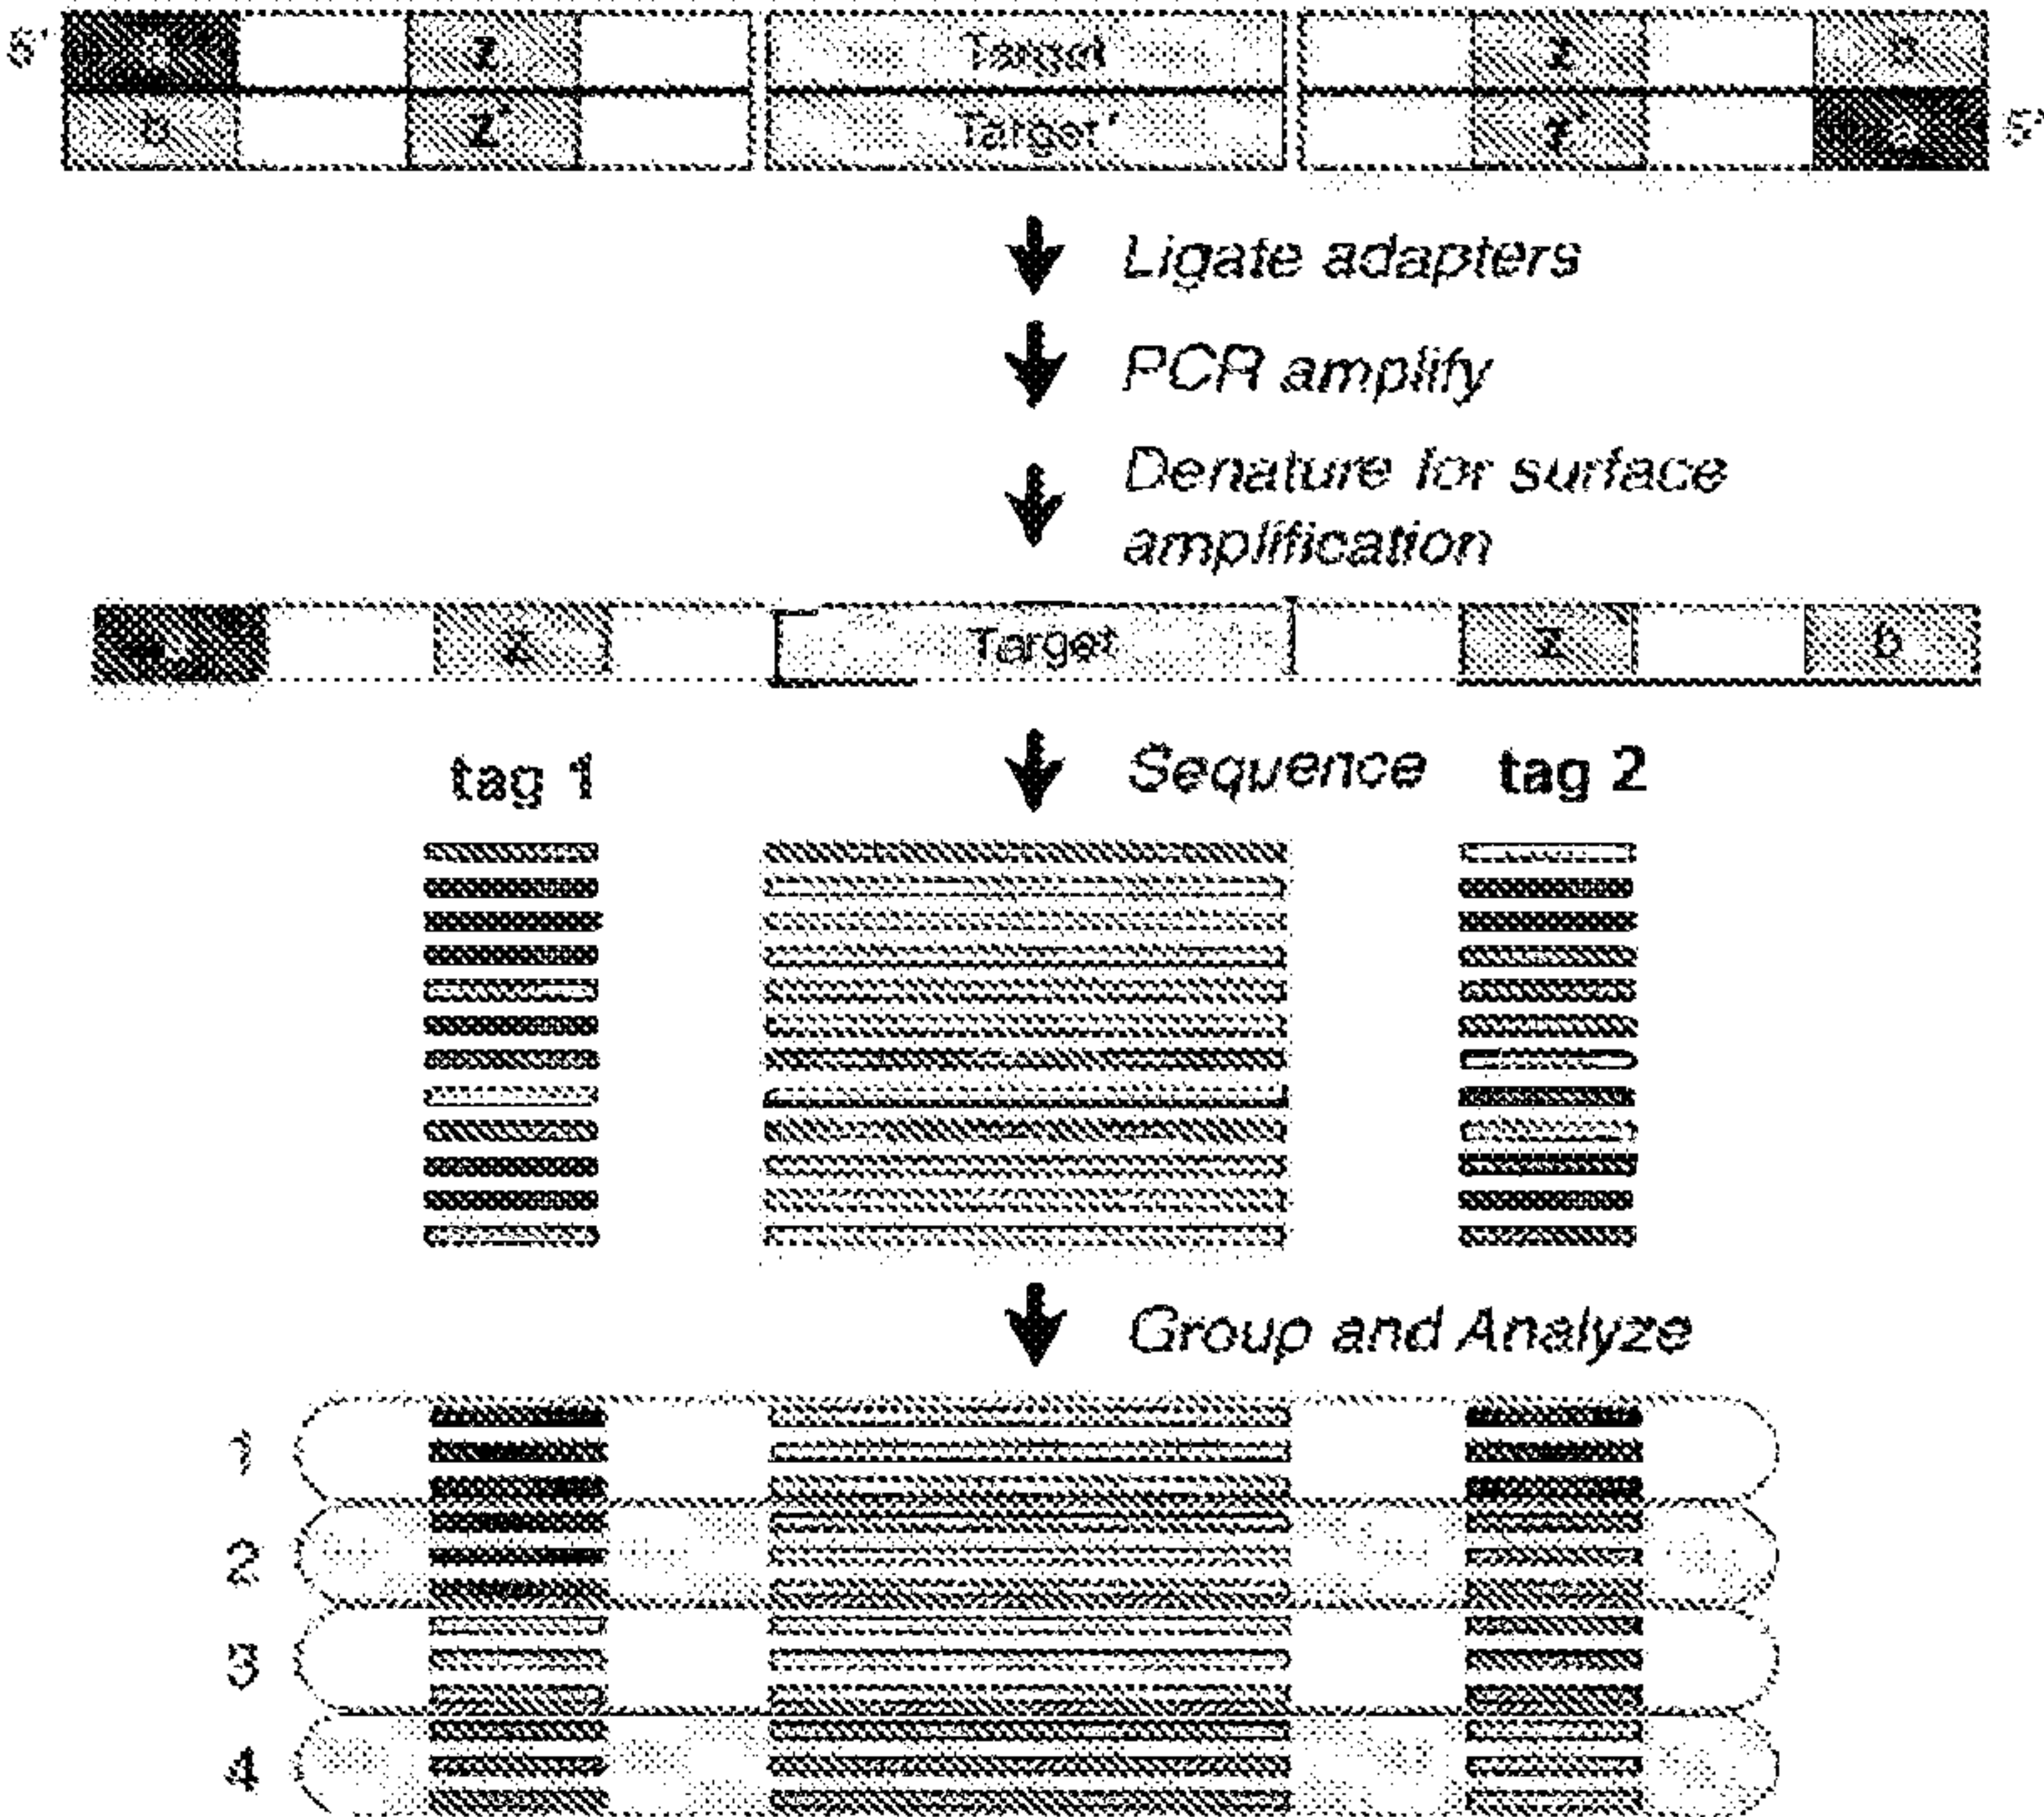 5'
z
Target
z
b
z'
Target'
z'
5'
Ligate adapters
PCR amplify
Denature for surface
amplification
z
Target
z
b
Sequence
tag 1
tag 2
Group and Analyze
1
2
3
4